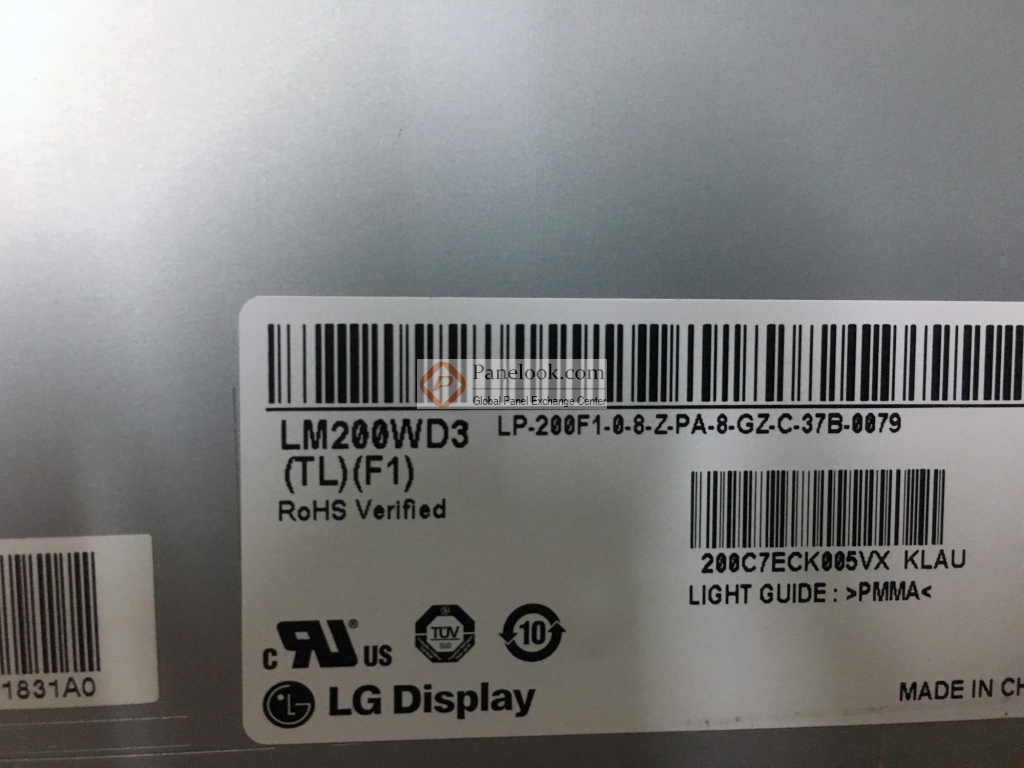 Panelook.com
Global Panel Exchange Center
LM200WD3
LP-200F1-0-8-Z-PA-8-GZ-C-37B-0079
(TL)(F1)
RoHS Verified
200C7ECK005VX KLAU
LIGHT GUIDE : >PMMA<
c RU ® US
TÜV
10
1831A0
LG Display
MADE IN CH